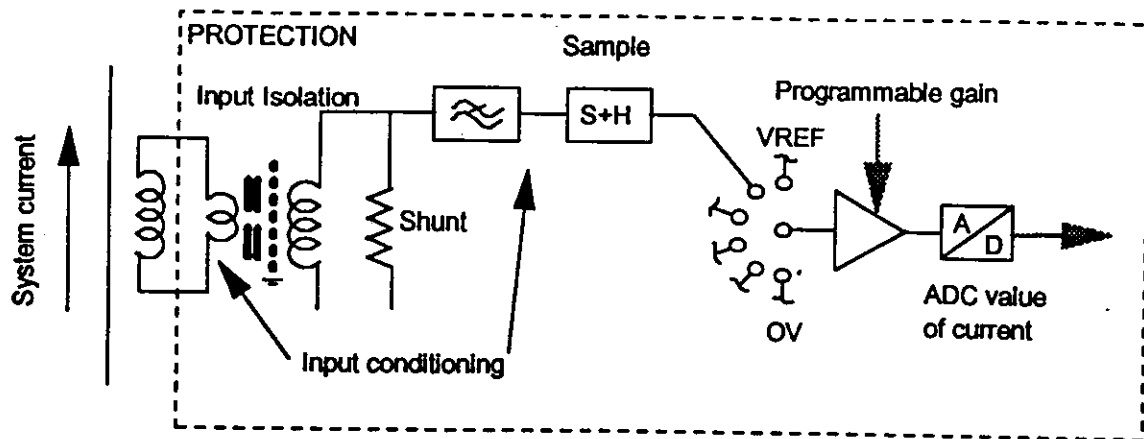 PROTECTION
Sample
Input Isolation
Programmable gain
System current
S+H
VREF
Shunt
A
D
Input conditioning
OV
ADC value
of current